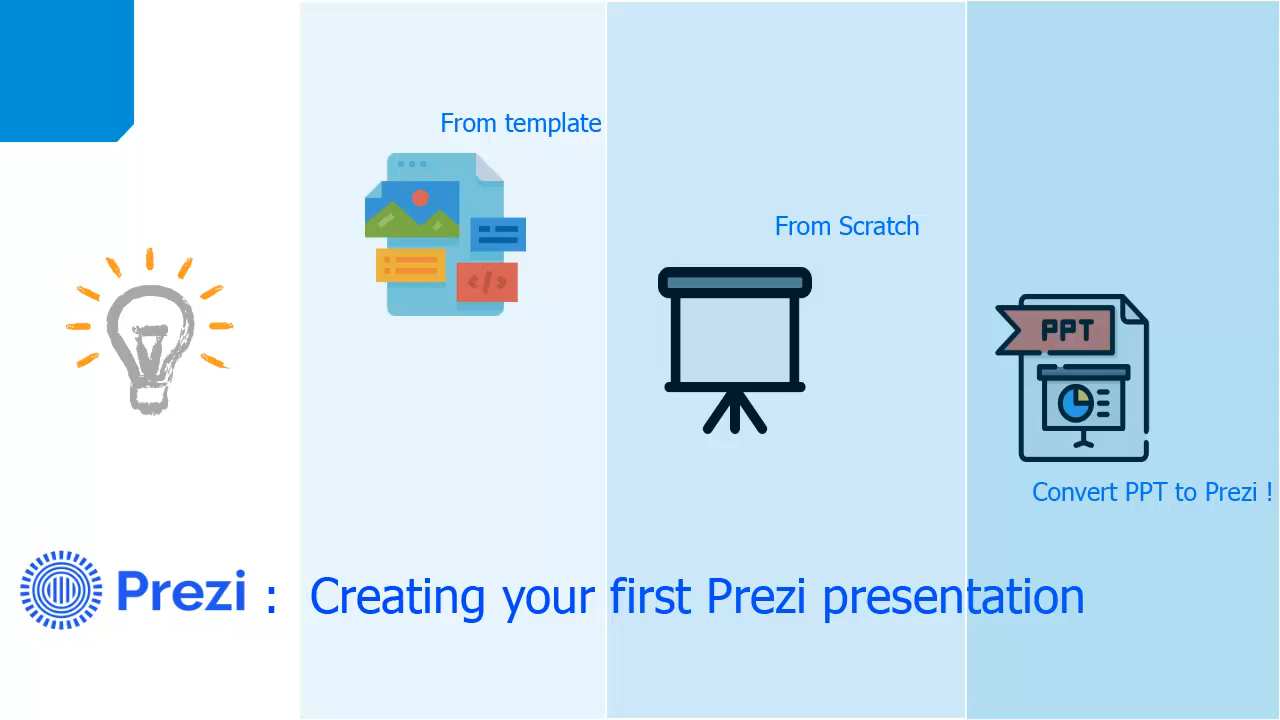 From template
From Scratch
</>
PPT
Convert PPT to Prezi !
Prezi : Creating your first Prezi presentation